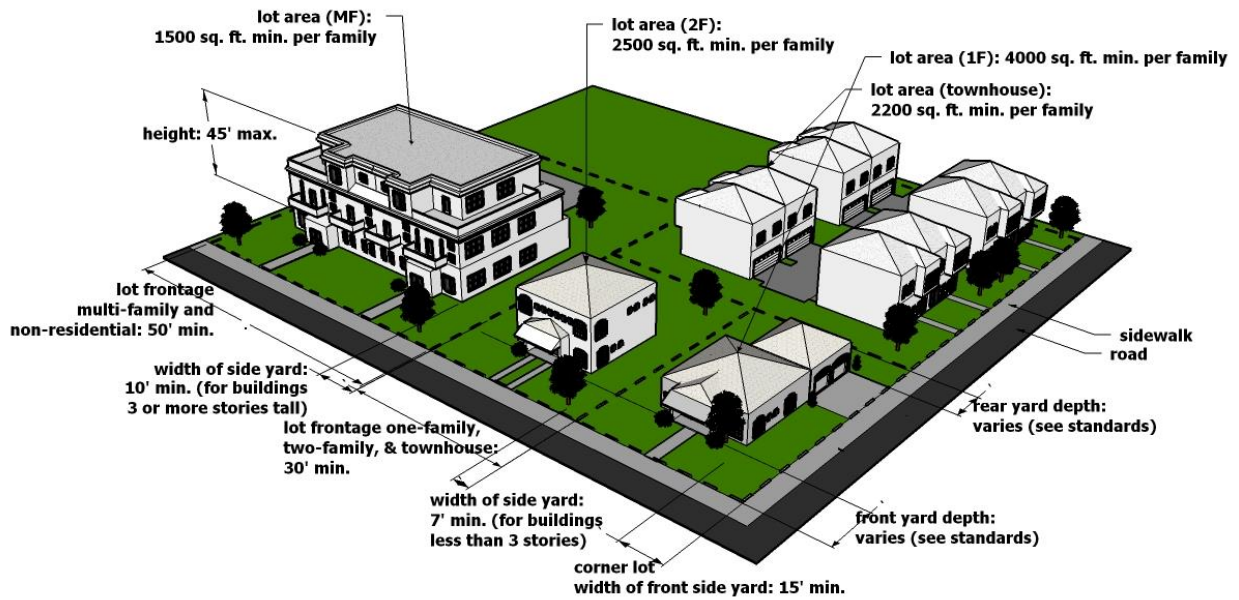 lot area (MF):
1500 sq. ft. min. per family
lot area (2F):
2500 sq. ft. min. per family
lot area (1F): 4000 sq. ft. min. per family
lot area (townhouse):
2200 sq. ft. min. per family
height: 45' max.
lot frontage
multi-family and
non-residential: 50' min.
width of side yard:
10' min. (for buildings
3 or more stories tall)
lot frontage one-family,
two-family, & townhouse:
30' min.
width of side yard:
7' min. (for buildings
less than 3 stories)
corner lot
width of front side yard: 15' min.
front yard depth:
varies (see standards)
rear yard depth:
varies (see standards)
sidewalk
road